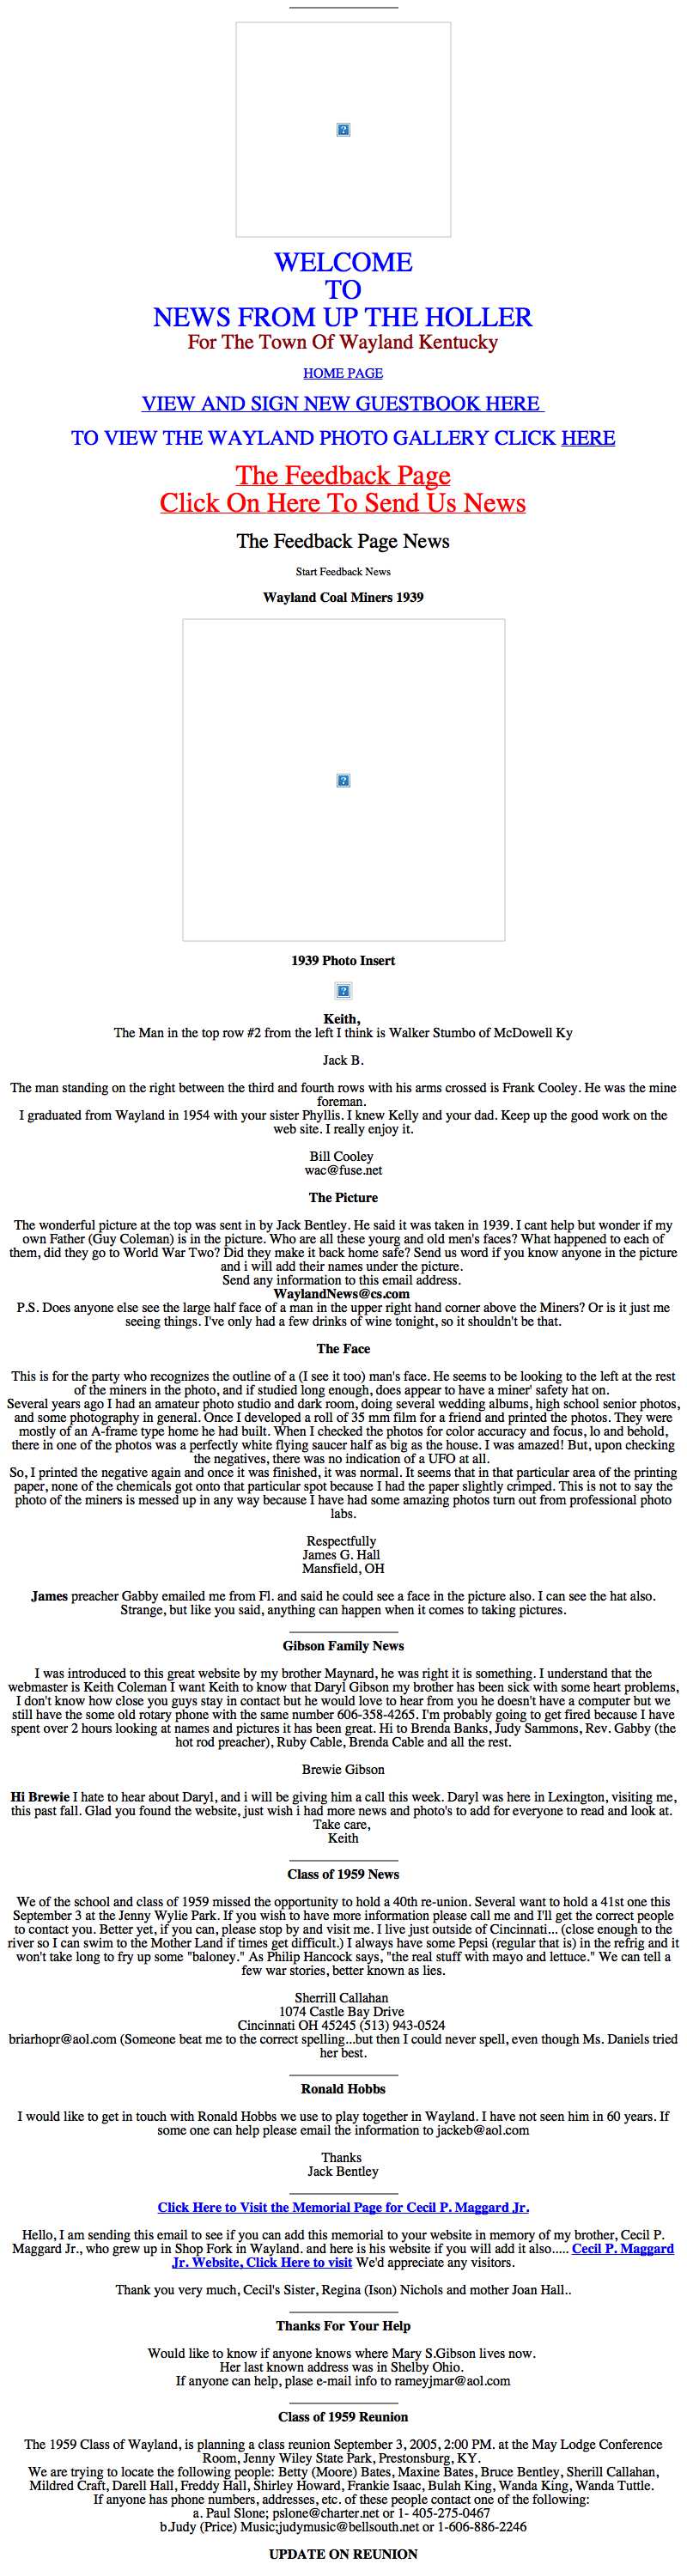 WELCOME
TO
NEWS FROM UP THE HOLLER
For The Town Of Wayland Kentucky
HOME PAGE
VIEW AND SIGN NEW GUESTBOOK HERE
TO VIEW THE WAYLAND PHOTO GALLERY CLICK HERE
The Feedback Page
Click On Here To Send Us News
The Feedback Page News
Start Feedback News
Wayland Coal Miners 1939
1939 Photo Insert
Keith,
The Man in the top row #2 from the left I think is Walker Stumbo of McDowell Ky
Jack B.
The man standing on the right between the third and fourth rows with his arms crossed is Frank Cooley. He was the mine
foreman.
I graduated from Wayland in 1954 with your sister Phyllis. I knew Kelly and your dad. Keep up the good work on the
web site. I really enjoy it.
Bill Cooley
wac@fuse.net
The Picture
The wonderful picture at the top was sent in by Jack Bentley. He said it was taken in 1939. I cant help but wonder if my
own Father (Guy Coleman) is in the picture. Who are all these yourg and old men's faces? What happened to each of
them, did they go to World War Two? Did they make it back home safe? Send us word if you know anyone in the picture
and i will add their names under the picture.
Send any information to this email address.
WaylandNews@cs.com
P.S. Does anyone else see the large half face of a man in the upper right hand corner above the Miners? Or is it just me
seeing things. I've only had a few drinks of wine tonight, so it shouldn't be that.
The Face
This is for the party who recognizes the outline of a (I see it too) man's face. He seems to be looking to the left at the rest
of the miners in the photo, and if studied long enough, does appear to have a miner' safety hat on.
Several years ago I had an amateur photo studio and dark room, doing several wedding albums, high school senior photos,
and some photography in general. Once I developed a roll of 35 mm film for a friend and printed the photos. They were
mostly of an A-frame type home he had built. When I checked the photos for color accuracy and focus, lo and behold,
there in one of the photos was a perfectly white flying saucer half as big as the house. I was amazed! But, upon checking
the negatives, there was no indication of a UFO at all.
So, I printed the negative again and once it was finished, it was normal. It seems that in that particular area of the printing
paper, none of the chemicals got onto that particular spot because I had the paper slightly crimped. This is not to say the
photo of the miners is messed up in any way because I have had some amazing photos turn out from professional photo
labs.
Respectfully
James G. Hall
Mansfield, OH
James preacher Gabby emailed me from Fl. and said he could see a face in the picture also. I can see the hat also.
Strange, but like you said, anything can happen when it comes to taking pictures.
Gibson Family News
I was introduced to this great website by my brother Maynard, he was right it is something. I understand that the
webmaster is Keith Coleman I want Keith to know that Daryl Gibson my brother has been sick with some heart problems,
I don't know how close you guys stay in contact but he would love to hear from you he doesn't have a computer but we
still have the some old rotary phone with the same number 606-358-4265. I'm probably going to get fired because I have
spent over 2 hours looking at names and pictures it has been great. Hi to Brenda Banks, Judy Sammons, Rev. Gabby (the
hot rod preacher), Ruby Cable, Brenda Cable and all the rest.
Brewie Gibson
Hi Brewie I hate to hear about Daryl, and i will be giving him a call this week. Daryl was here in Lexington, visiting me,
this past fall. Glad you found the website, just wish i had more news and photo's to add for everyone to read and look at.
Take care,
Keith
Class of 1959 News
We of the school and class of 1959 missed the opportunity to hold a 40th re-union. Several want to hold a 41st one this
September 3 at the Jenny Wylie Park. If you wish to have more information please call me and I'll get the correct people
to contact you. Better yet, if you can, please stop by and visit me. I live just outside of Cincinnati... (close enough to the
river so I can swim to the Mother Land if times get difficult.) I always have some Pepsi (regular that is) in the refrig and it
won't take long to fry up some "baloney." As Philip Hancock says, "the real stuff with mayo and lettuce." We can tell a
few war stories, better known as lies.
Sherrill Callahan
1074 Castle Bay Drive
Cincinnati OH 45245 (513) 943-0524
briarhopr@aol.com (Someone beat me to the correct spelling...but then I could never spell, even though Ms. Daniels tried
her best.
Ronald Hobbs
I would like to get in touch with Ronald Hobbs we use to play together in Wayland. I have not seen him in 60 years. If
some one can help please email the information to jackeb@aol.com
Thanks
Jack Bentley
Click Here to Visit the Memorial Page for Cecil P. Maggard Jr.
Hello, I am sending this email to see if you can add this memorial to your website in memory of my brother, Cecil P.
Maggard Jr., who grew up in Shop Fork in Wayland. and here is his website if you will add it also..... Cecil P. Maggard
Jr. Website, Click Here to visit We'd appreciate any visitors.
Thank you very much, Cecil's Sister, Regina (Ison) Nichols and mother Joan Hall..
Thanks For Your Help
Would like to know if anyone knows where Mary S.Gibson lives now.
Her last known address was in Shelby Ohio.
If anyone can help, plase e-mail info to rameyjmar@aol.com
Class of 1959 Reunion
The 1959 Class of Wayland, is planning a class reunion September 3, 2005, 2:00 PM. at the May Lodge Conference
Room, Jenny Wiley State Park, Prestonsburg, KY.
We are trying to locate the following people: Betty (Moore) Bates, Maxine Bates, Bruce Bentley, Sherill Callahan,
Mildred Craft, Darell Hall, Freddy Hall, Shirley Howard, Frankie Isaac, Bulah King, Wanda King, Wanda Tuttle.
If anyone has phone numbers, addresses, etc. of these people contact one of the following:
a. Paul Slone; pslone@charter.net or 1- 405-275-0467
b.Judy (Price) Music;judymusic@bellsouth.net or 1-606-886-2246
UPDATE ON REUNION